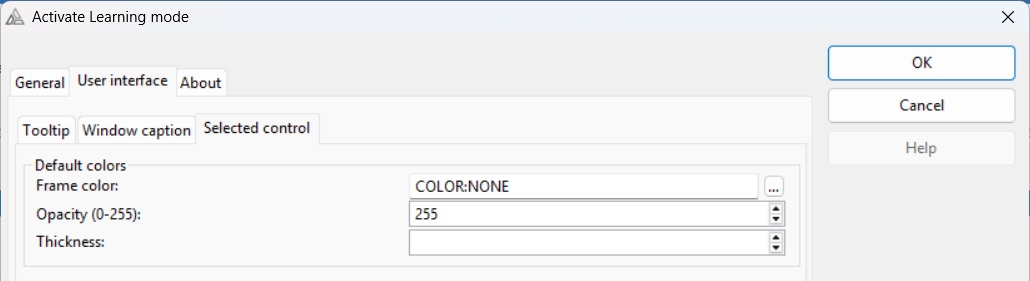 Activate Learning mode
General User interface About
OK
Cancel
Help
Tooltip Window caption Selected control
Default colors
Frame color: COLOR:NONE ...
Opacity (0-255): 255
Thickness: